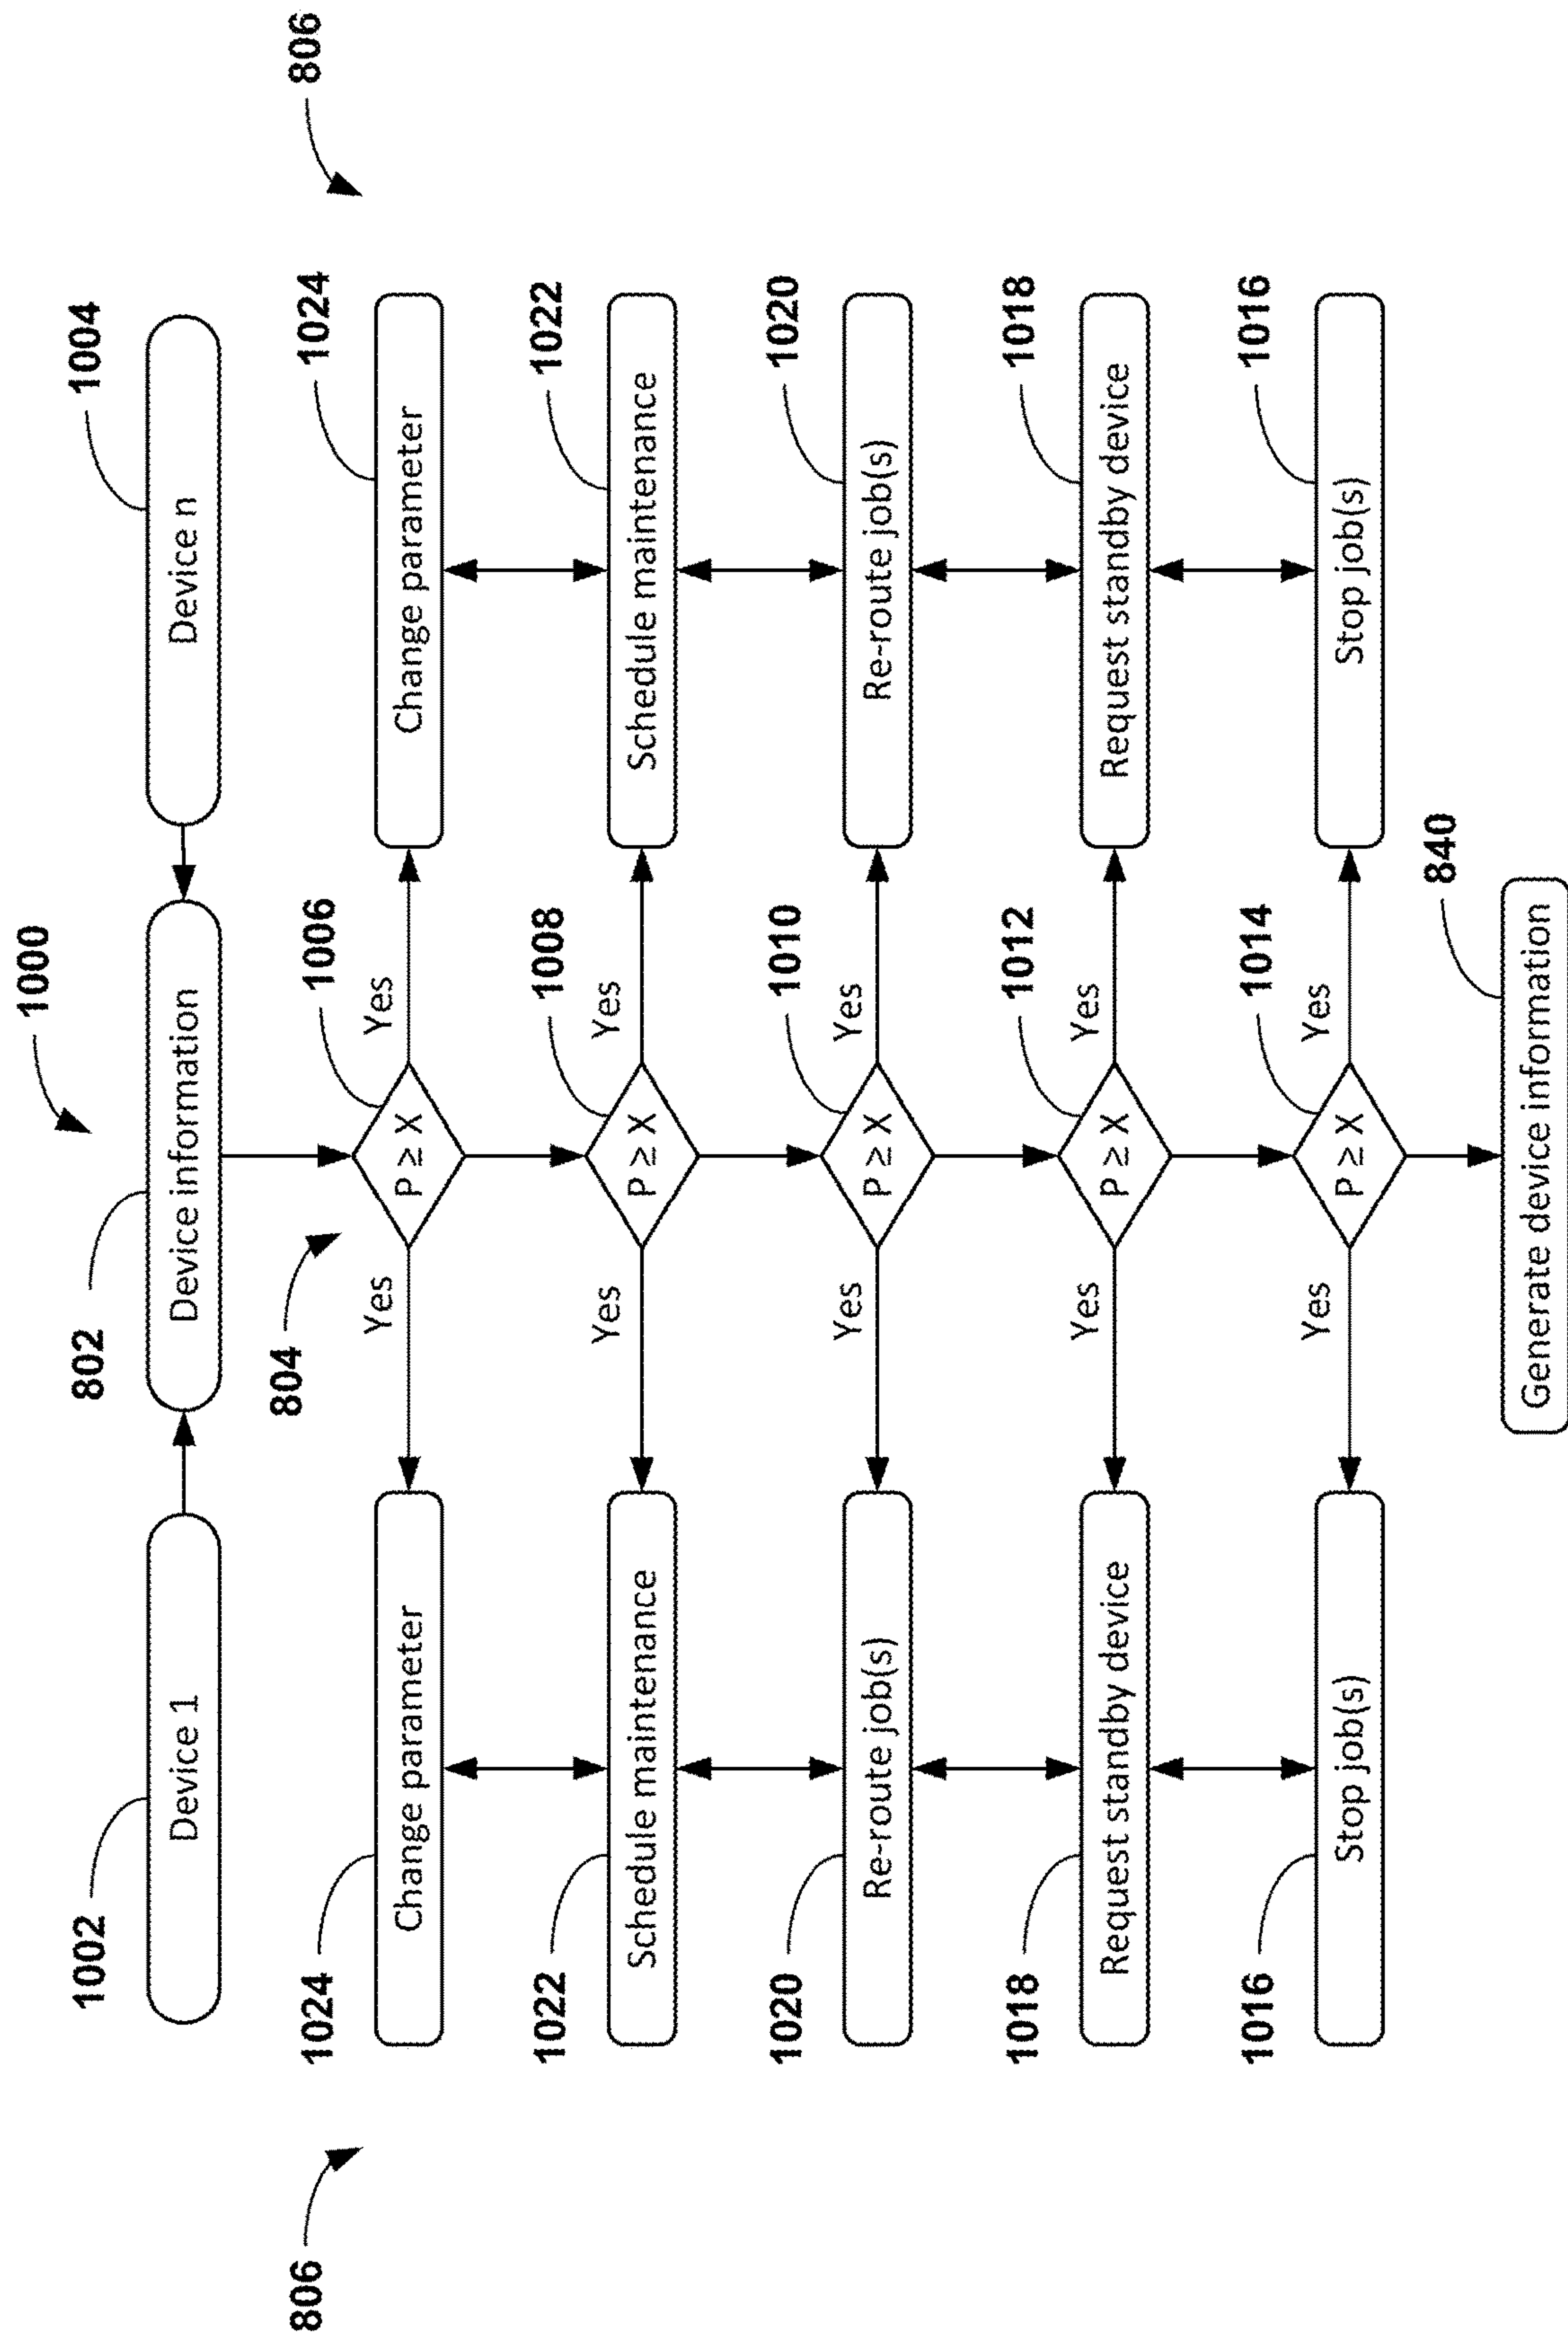 1000
1002
802
1004
Device 1
Device information
Device n
806
804
806
1024
1006
1024
Change parameter
Yes
P ≥ X
Yes
Change parameter
1022
1008
1022
Schedule maintenance
Yes
P ≥ X
Yes
Schedule maintenance
1020
1010
1020
Re-route job(s)
Yes
P ≥ X
Yes
Re-route job(s)
1018
1012
1018
Request standby device
Yes
P ≥ X
Yes
Request standby device
1016
1014
1016
Stop job(s)
Yes
P ≥ X
Yes
Stop job(s)
840
Generate device information